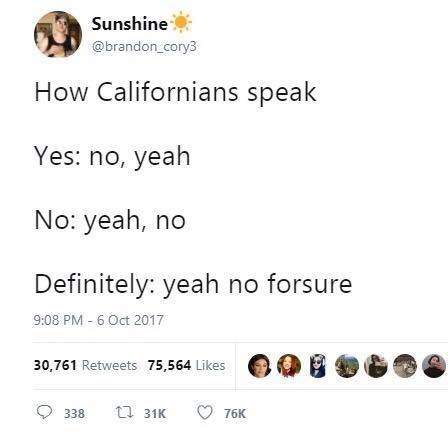 Sunshine☀️
@brandon_cory3
How Californians speak
Yes: no, yeah
No: yeah, no
Definitely: yeah no forsure
9:08 PM - 6 Oct 2017
30,761 Retweets 75,564 Likes
338 31K 76K